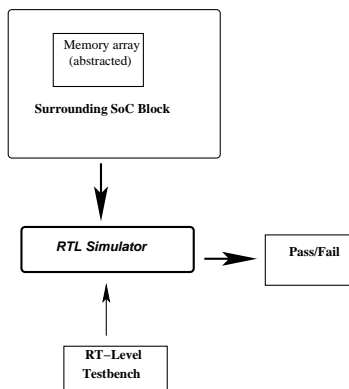 Memory array
(abstracted)
Surrounding SoC Block
RTL Simulator
Pass/Fail
RT−Level
Testbench